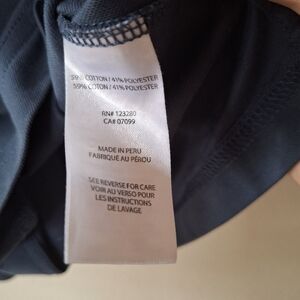 59% COTTON / 41% POLYESTER
59% COTON / 41% POLYESTER
RN# 123280
CA# 07099
MADE IN PERU
FABRIQUÉ AU PÉROU
SEE REVERSE FOR CARE
VOIR AU VERSO POUR
LES INSTRUCTIONS
DE LAVAGE